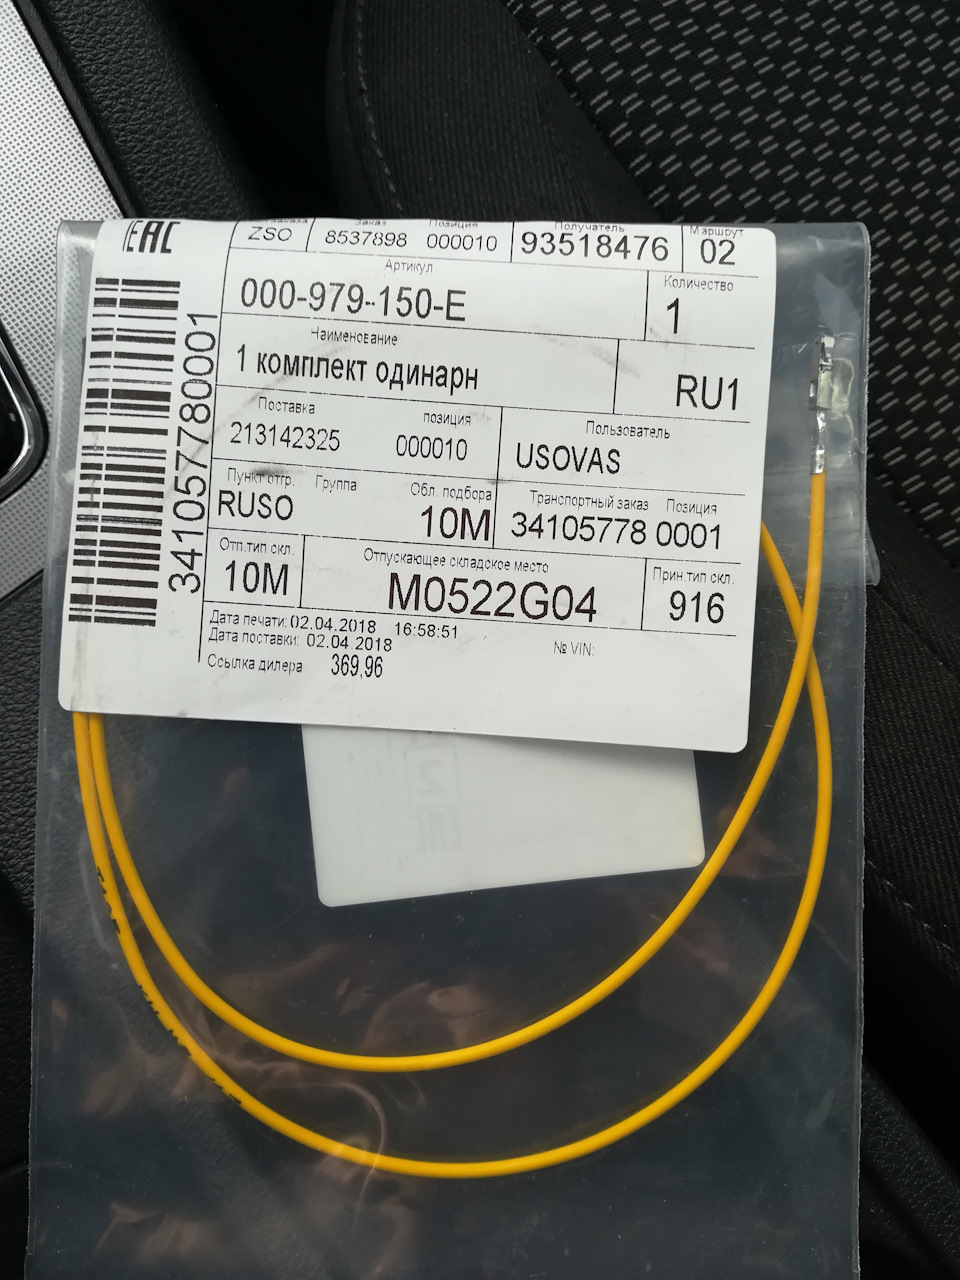 EAC
ZSO
Заказ
8537898
Позиция
000010
Получатель
93518476
Маршрут
02
Артикул
000-979-150-E
Количество
1
Наименование
1 комплект одинарн
RU1
Поставка
213142325
позиция
000010
Пользователь
USOVAS
Пункт отгр.
RUSO
Группа
Обл. подбора
10M
Транспортный заказ Позиция
34105778 0001
Отп.тип скл.
10M
Отпускающее складское место
M0522G04
Прин.тип скл.
916
Дата печати: 02.04.2018 16:58:51
Дата поставки: 02.04.2018
№ VIN:
Ссылка дилера 369,96
341057780001